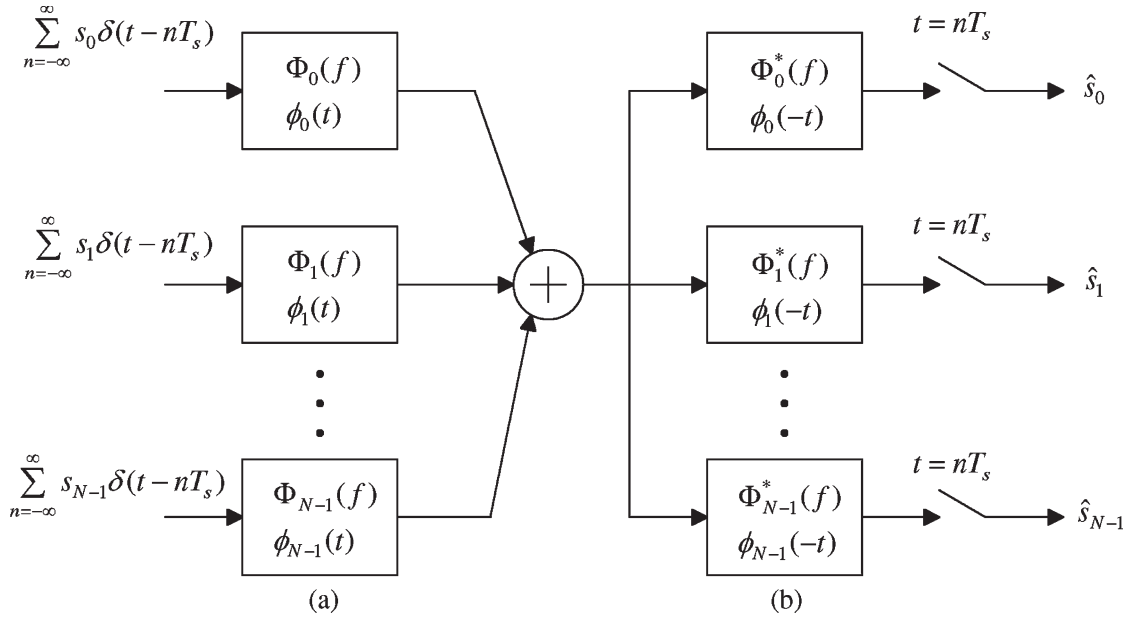 ∑_{n=−∞}^{∞} s_0 δ(t − nT_s)
Φ_0(f)
ϕ_0(t)
Φ_0^*(f)
ϕ_0(−t)
t = nT_s
ŝ_0
∑_{n=−∞}^{∞} s_1 δ(t − nT_s)
Φ_1(f)
ϕ_1(t)
+
Φ_1^*(f)
ϕ_1(−t)
t = nT_s
ŝ_1
∑_{n=−∞}^{∞} s_{N−1} δ(t − nT_s)
Φ_{N−1}(f)
ϕ_{N−1}(t)
Φ_{N−1}^*(f)
ϕ_{N−1}(−t)
t = nT_s
ŝ_{N−1}
(a)
(b)